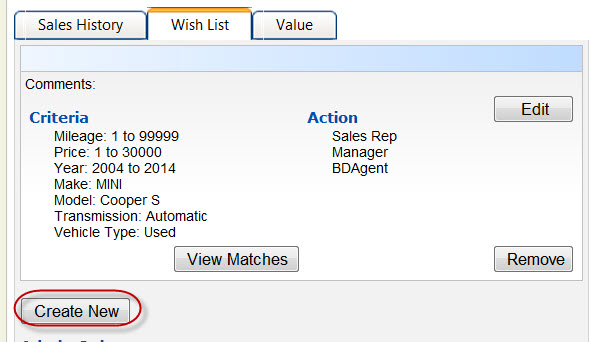 Sales History Wish List Value
Comments:
Edit
Criteria Action
Mileage: 1 to 99999 Sales Rep
Price: 1 to 30000 Manager
Year: 2004 to 2014 BDAgent
Make: MINI
Model: Cooper S
Transmission: Automatic
Vehicle Type: Used
View Matches Remove
Create New